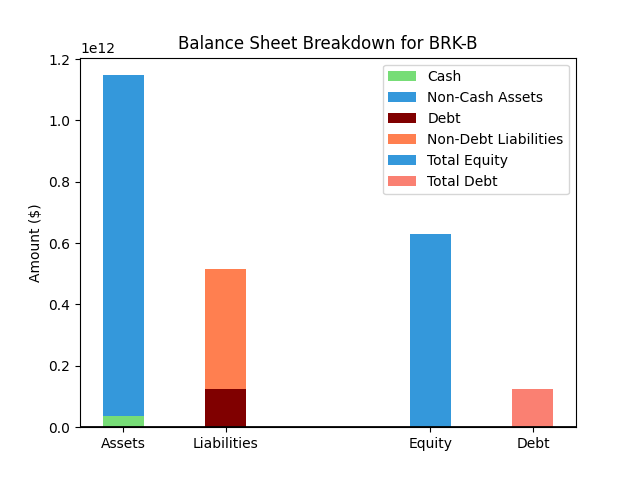 Balance Sheet Breakdown for BRK-B
1e12
1.2
1.0
0.8
0.6
0.4
0.2
0.0
Amount ($)
Cash
Non-Cash Assets
Debt
Non-Debt Liabilities
Total Equity
Total Debt
Assets
Liabilities
Equity
Debt